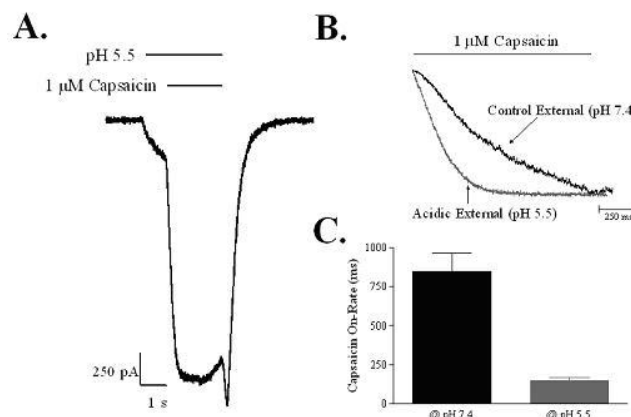 A.
pH 5.5
1 µM Capsaicin
250 pA
1 s
B.
1 µM Capsaicin
Control External (pH 7.4
Acidic External (pH 5.5)
250 ms
C.
Capsaicin On-Rate (ms)
1000
750
500
250
0
@ pH 7.4
@ pH 5.5